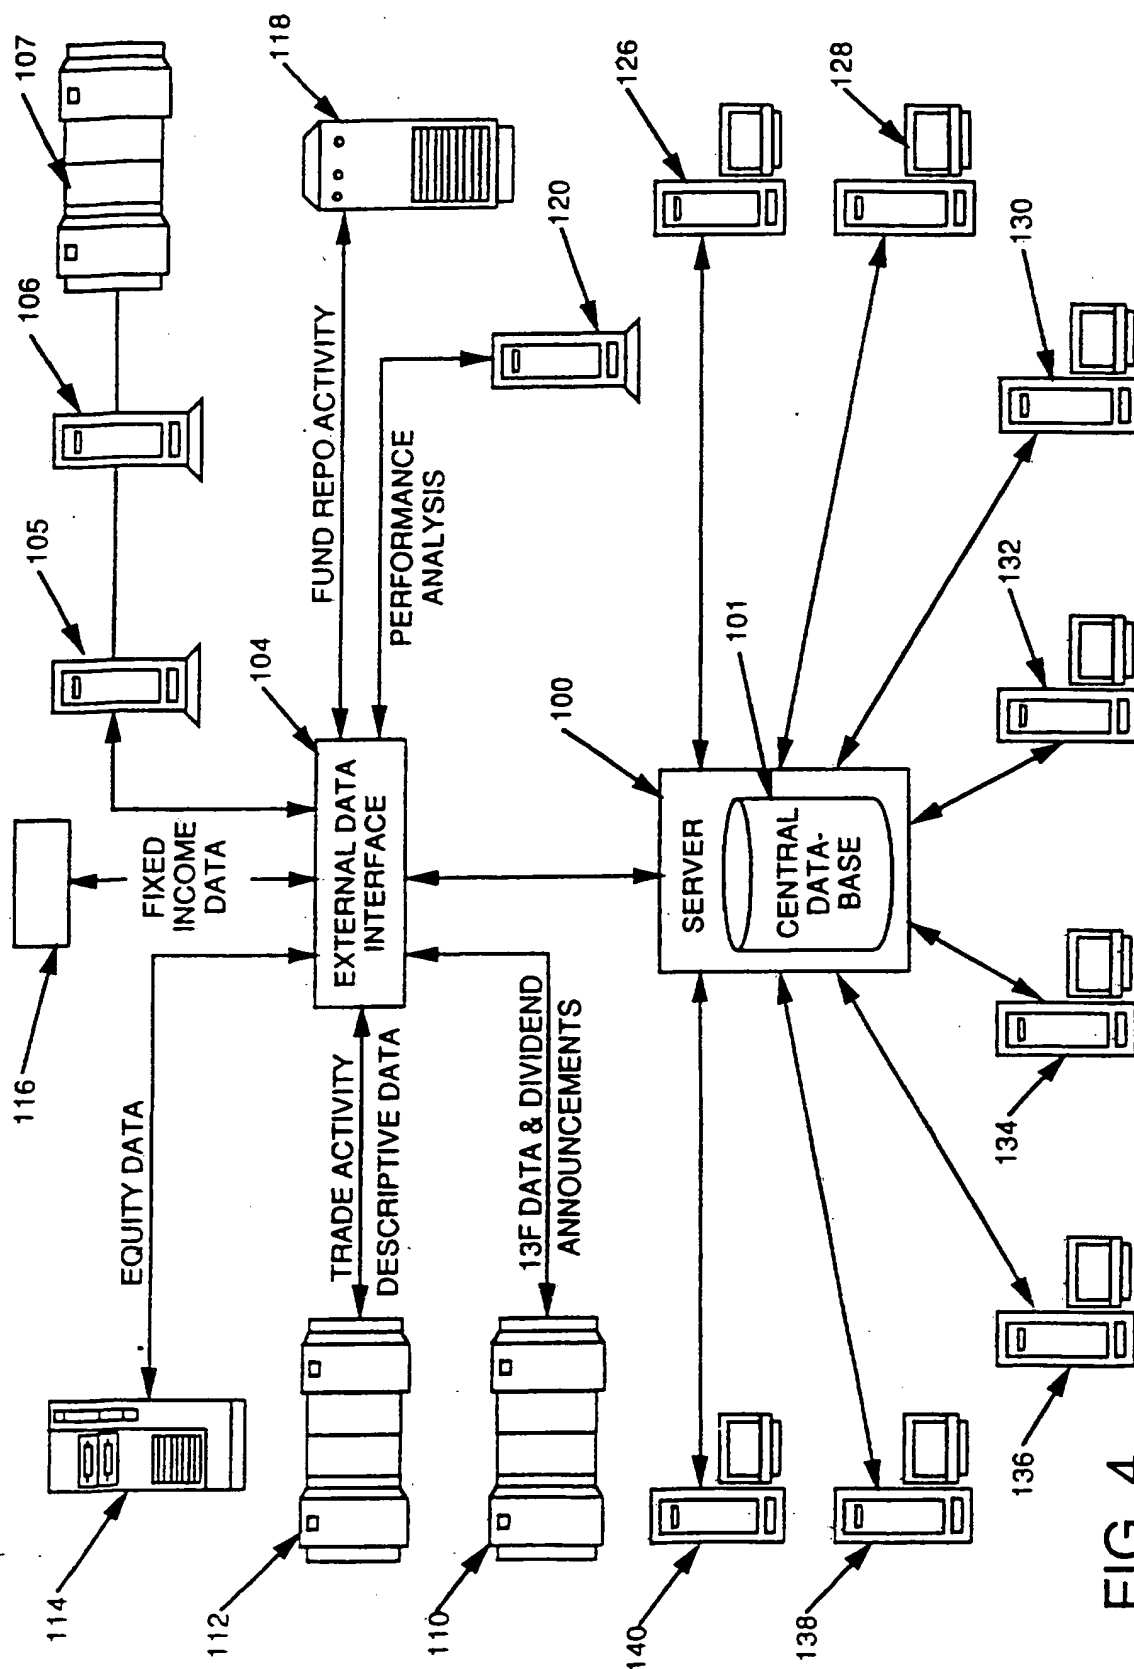 114
116
105
106
107
EQUITY DATA
FIXED
INCOME
DATA
112
TRADE ACTIVITY
DESCRIPTIVE DATA
EXTERNAL DATA
INTERFACE
104
FUND REPO ACTIVITY
118
PERFORMANCE
ANALYSIS
120
110
13F DATA & DIVIDEND
ANNOUNCEMENTS
100
101
SERVER
CENTRAL
DATA-
BASE
126
128
130
132
134
136
138
140
FIG. 4